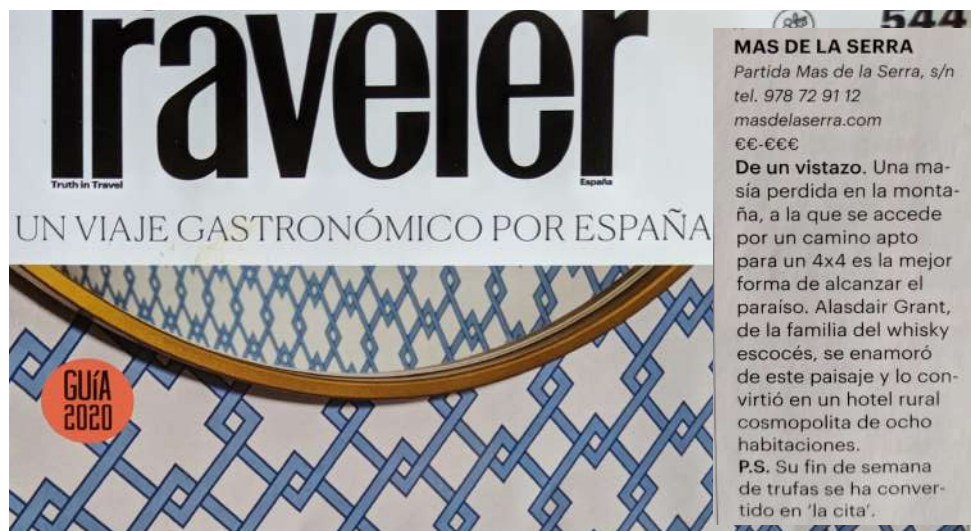 Traveler
Truth in Travel
España
UN VIAJE GASTRONÓMICO POR ESPAÑA
GUÍA
2020
544
MAS DE LA SERRA
Partida Mas de la Serra, s/n
tel. 978 72 91 12
masdelaserra.com
€€-€€€
De un vistazo. Una ma-
sía perdida en la monta-
ña, a la que se accede
por un camino apto
para un 4x4 es la mejor
forma de alcanzar el
paraíso. Alasdair Grant,
de la familia del whisky
escocés, se enamoró
de este paisaje y lo con-
virtió en un hotel rural
cosmopolita de ocho
habitaciones.
P.S. Su fin de semana
de trufas se ha conver-
tido en ‘la cita’.